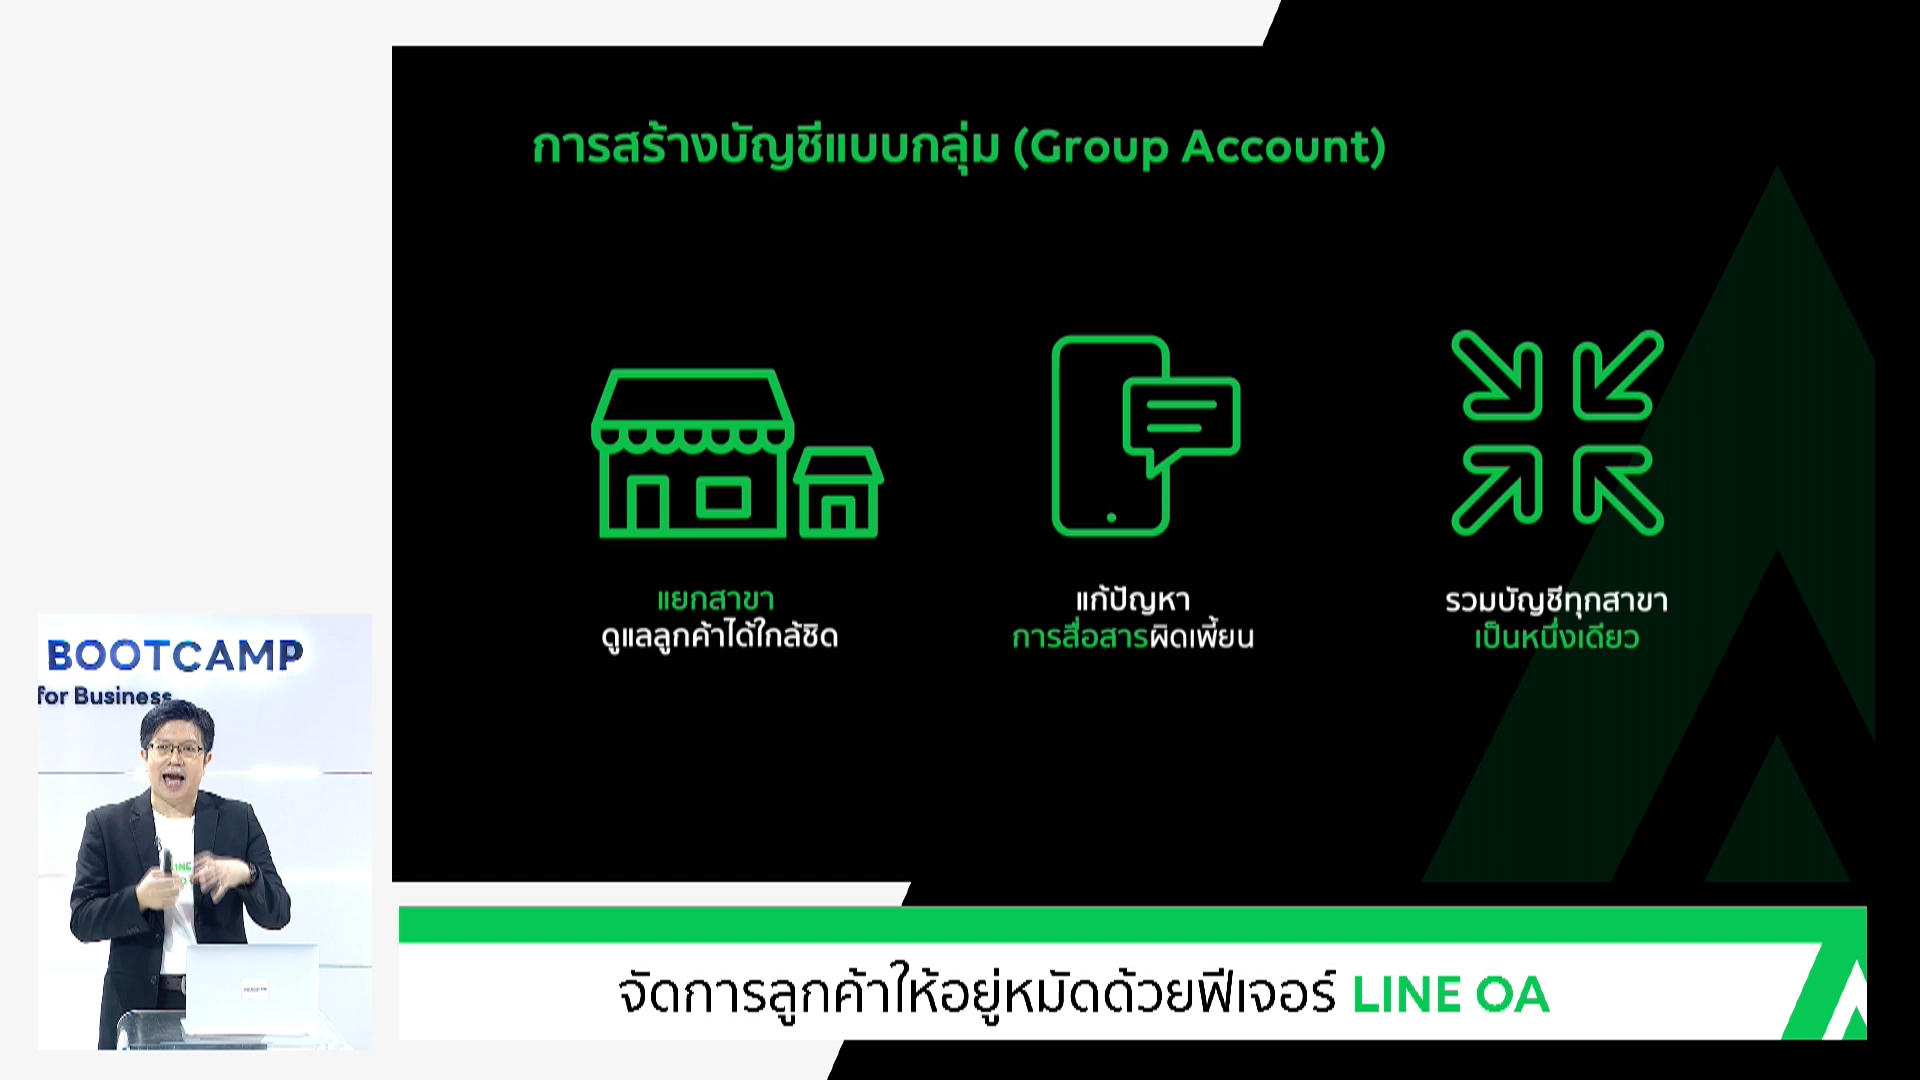 การสร้างบัญชีแบบกลุ่ม (Group Account)
แยกสาขา
ดูแลลูกค้าได้ใกล้ชิด
แก้ปัญหา
การสื่อสารผิดเพี้ยน
รวมบัญชีทุกสาขา
เป็นหนึ่งเดียว
BOOTCAMP
for Business
LINE
จัดการลูกค้าให้อยู่หมัดด้วยฟีเจอร์ LINE OA